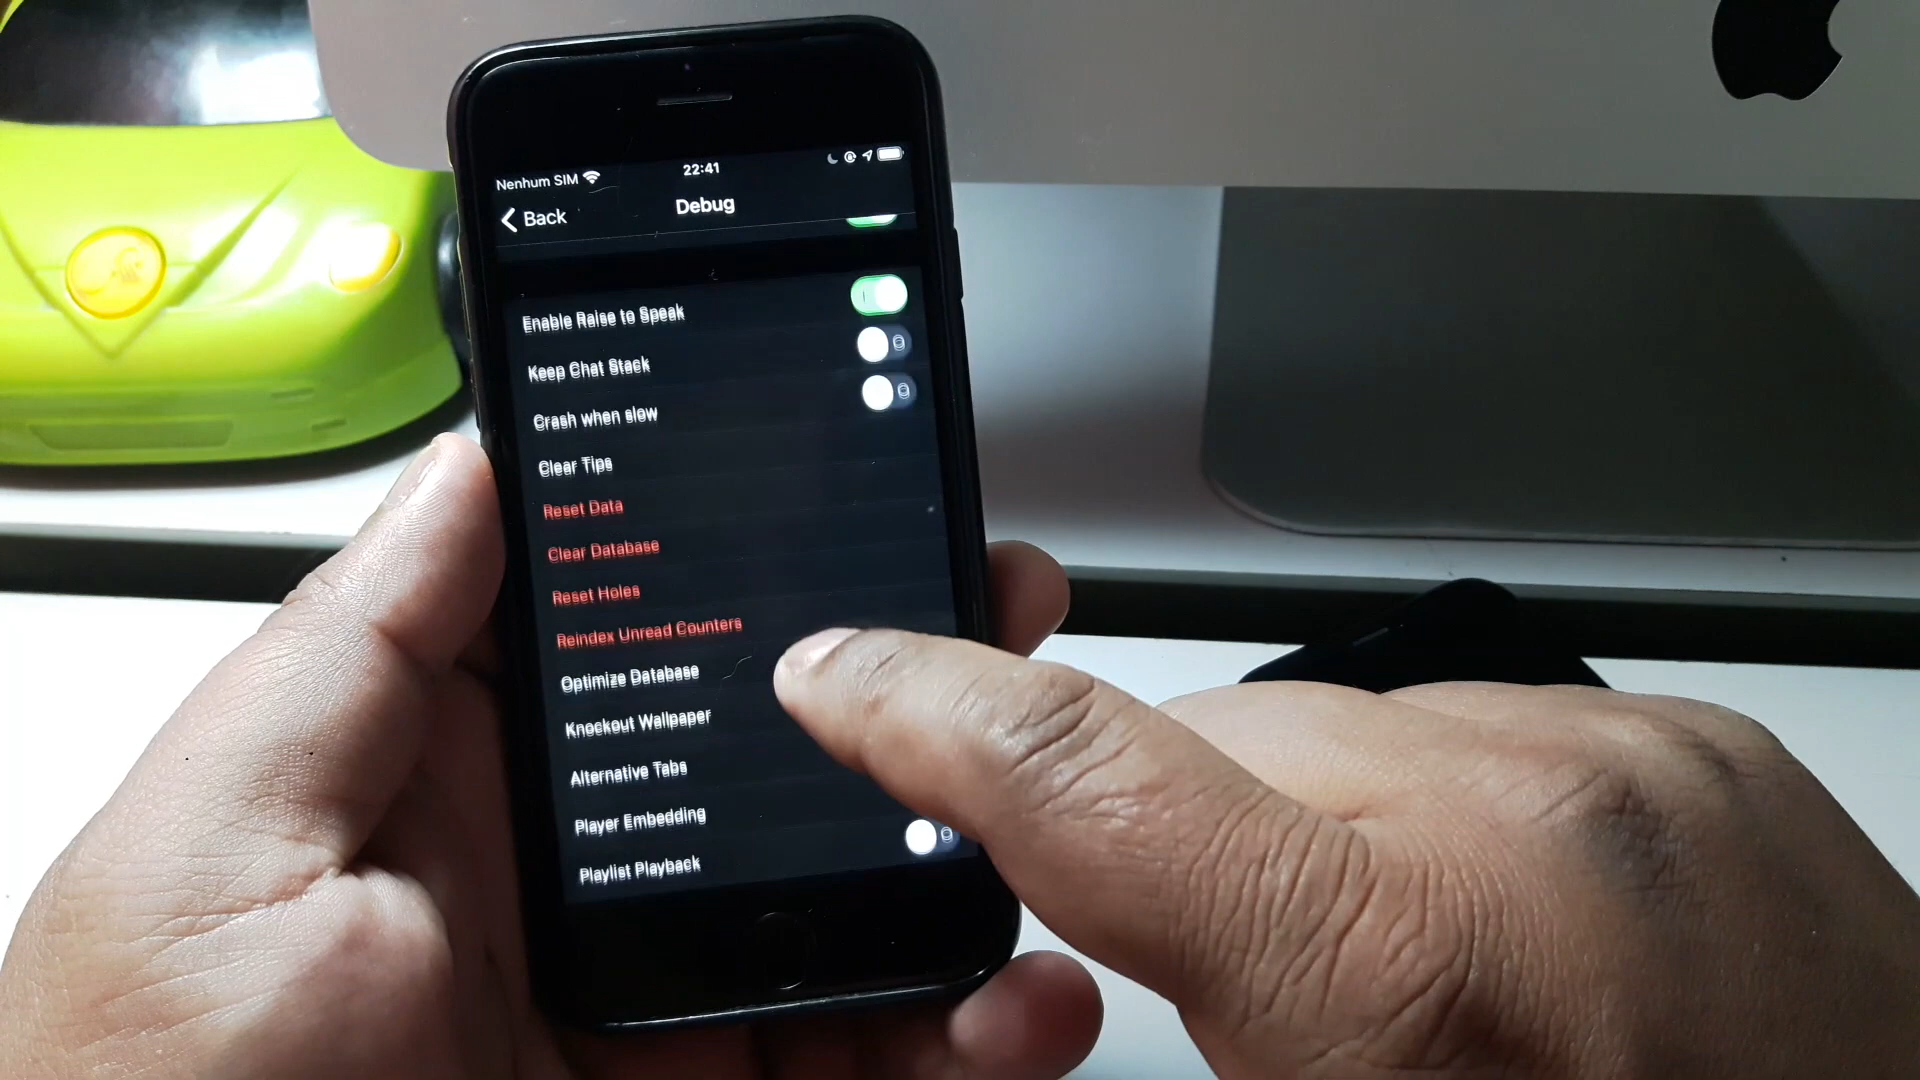 Nenhum SIM
22:41
Back
Debug
Enable Raise to Speak
Keep Chat Stack
Crash when slow
Clear Tips
Reset Data
Clear Database
Reset Holes
Reindex Unread Counters
Optimize Database
Knockout Wallpaper
Alternative Tabs
Player Embedding
Playlist Playback